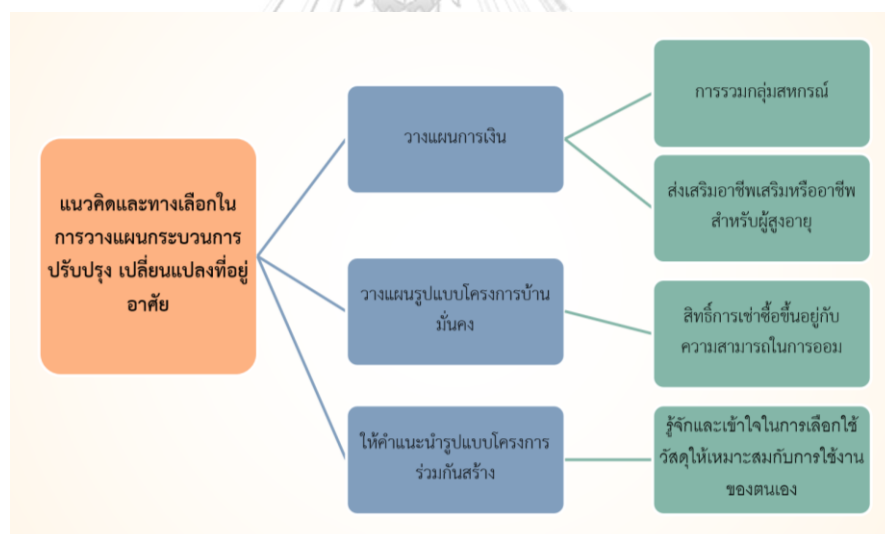 แนวคิดและทางเลือกใน
การวางแผนกระบวนการ
ปรับปรุง เปลี่ยนแปลงที่อยู่
อาศัย
วางแผนการเงิน
การรวมกลุ่มสหกรณ์
ส่งเสริมอาชีพเสริมหรืออาชีพ
สำหรับผู้สูงอายุ
วางแผนรูปแบบโครงการบ้าน
มั่นคง
สิทธิ์การเช่าซื้อขึ้นอยู่กับ
ความสามารถในการออม
ให้คำแนะนำรูปแบบโครงการ
ร่วมกันสร้าง
รู้จักและเข้าใจในการเลือกใช้
วัสดุให้เหมาะสมกับการใช้งาน
ของตนเอง